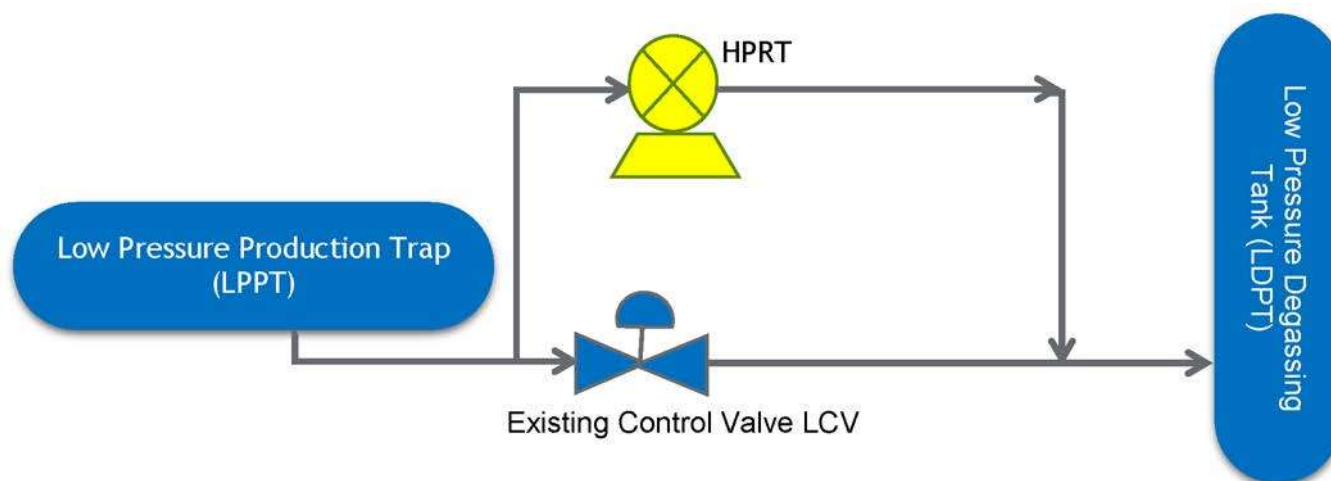 HPRT
Low Pressure Production Trap
(LPPT)
Existing Control Valve LCV
Low Pressure Degassing
Tank (LDPT)